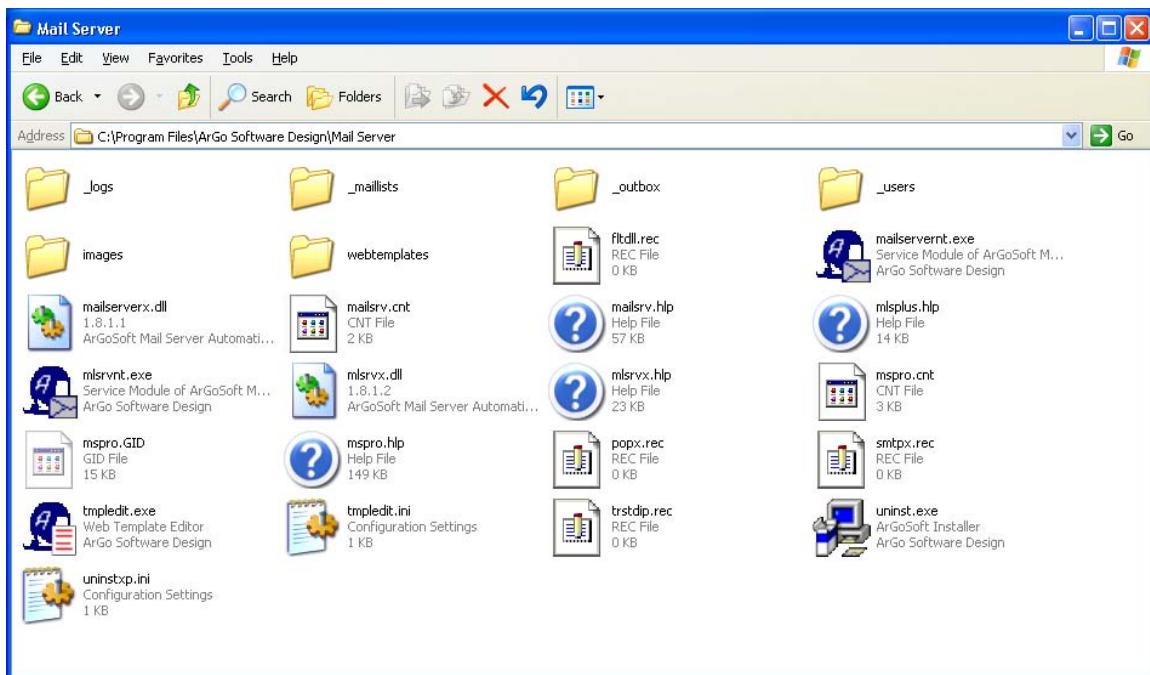 Mail Server
File Edit View Favorites Tools Help
Back Search Folders
Address C:\Program Files\ArGo Software Design\Mail Server Go
_logs
_maillists
_outbox
_users
images
webtemplates
fltdll.rec
REC File
0 KB
mailservernt.exe
Service Module of ArGoSoft M...
ArGo Software Design
mailserverx.dll
1.8.1.1
ArGoSoft Mail Server Automati...
mailsrv.cnt
CNT File
2 KB
mailsrv.hlp
Help File
57 KB
mlsplus.hlp
Help File
14 KB
mlsrvnt.exe
Service Module of ArGoSoft M...
ArGo Software Design
mlsrvx.dll
1.8.1.2
ArGoSoft Mail Server Automati...
mlsrvx.hlp
Help File
23 KB
mspro.cnt
CNT File
3 KB
mspro.GID
GID File
15 KB
mspro.hlp
Help File
149 KB
popx.rec
REC File
0 KB
smtpx.rec
REC File
0 KB
tmpledit.exe
Web Template Editor
ArGo Software Design
tmpledit.ini
Configuration Settings
1 KB
trstdip.rec
REC File
0 KB
uninst.exe
ArGoSoft Installer
ArGo Software Design
uninstxp.ini
Configuration Settings
1 KB